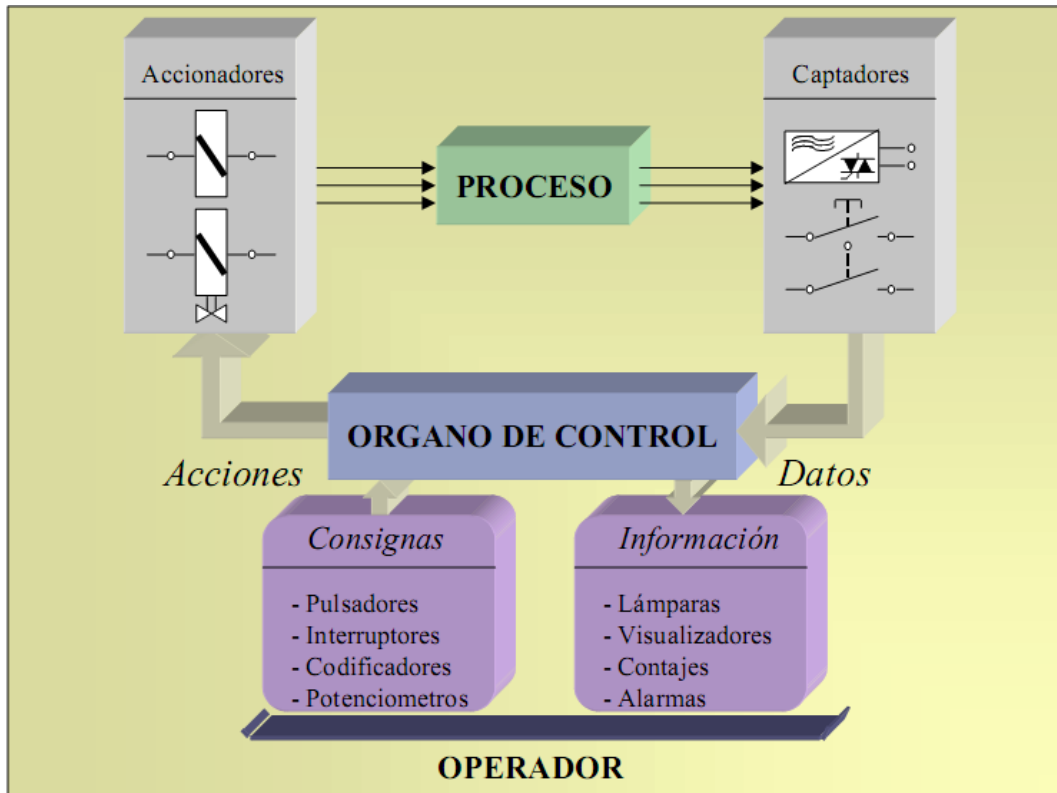 Accionadores
Captadores
PROCESO
ORGANO DE CONTROL
Acciones
Datos
Consignas
- Pulsadores
- Interruptores
- Codificadores
- Potenciometros
Información
- Lámparas
- Visualizadores
- Contajes
- Alarmas
OPERADOR